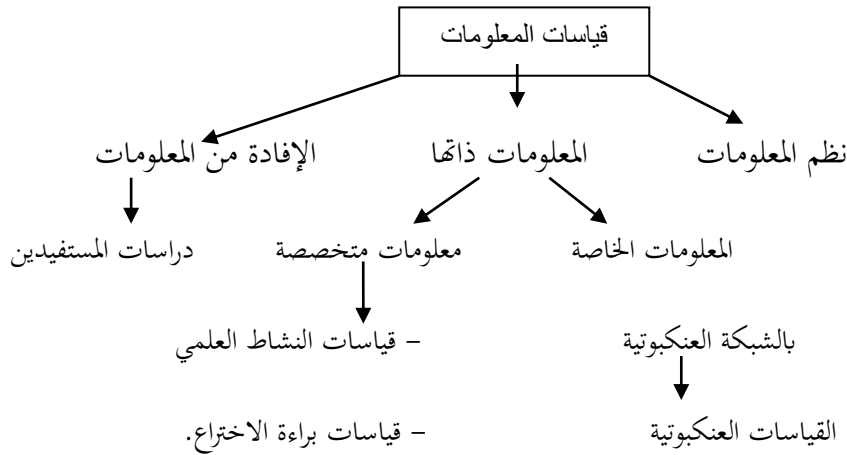 قياسات المعلومات
نظم المعلومات
المعلومات ذاتها
الإفادة من المعلومات
المعلومات الخاصة
معلومات متخصصة
دراسات المستفيدين
بالشبكة العنكبوتية
– قياسات النشاط العلمي
القياسات العنكبوتية
– قياسات براءة الاختراع.